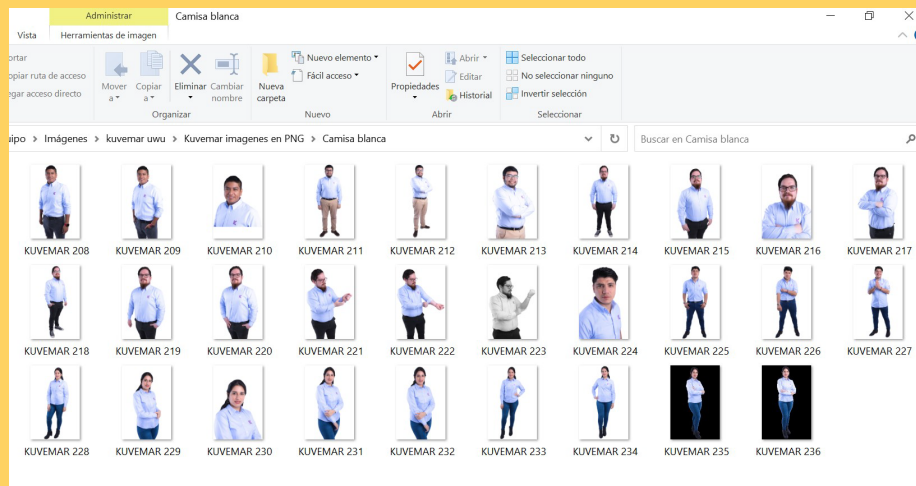 Administrar Camisa blanca
Vista Herramientas de imagen
ortar
opiar ruta de acceso
egar acceso directo
Mover a
Copiar a
Eliminar
Cambiar nombre
Organizar
Nueva carpeta
Nuevo elemento
Fácil acceso
Nuevo
Propiedades
Abrir
Editar
Historial
Abrir
Seleccionar todo
No seleccionar ninguno
Invertir selección
Seleccionar
uipo > Imágenes > kuvemar uwu > Kuvemar imagenes en PNG > Camisa blanca
Buscar en Camisa blanca
KUVEMAR 208 KUVEMAR 209 KUVEMAR 210 KUVEMAR 211 KUVEMAR 212 KUVEMAR 213 KUVEMAR 214 KUVEMAR 215 KUVEMAR 216 KUVEMAR 217
KUVEMAR 218 KUVEMAR 219 KUVEMAR 220 KUVEMAR 221 KUVEMAR 222 KUVEMAR 223 KUVEMAR 224 KUVEMAR 225 KUVEMAR 226 KUVEMAR 227
KUVEMAR 228 KUVEMAR 229 KUVEMAR 230 KUVEMAR 231 KUVEMAR 232 KUVEMAR 233 KUVEMAR 234 KUVEMAR 235 KUVEMAR 236